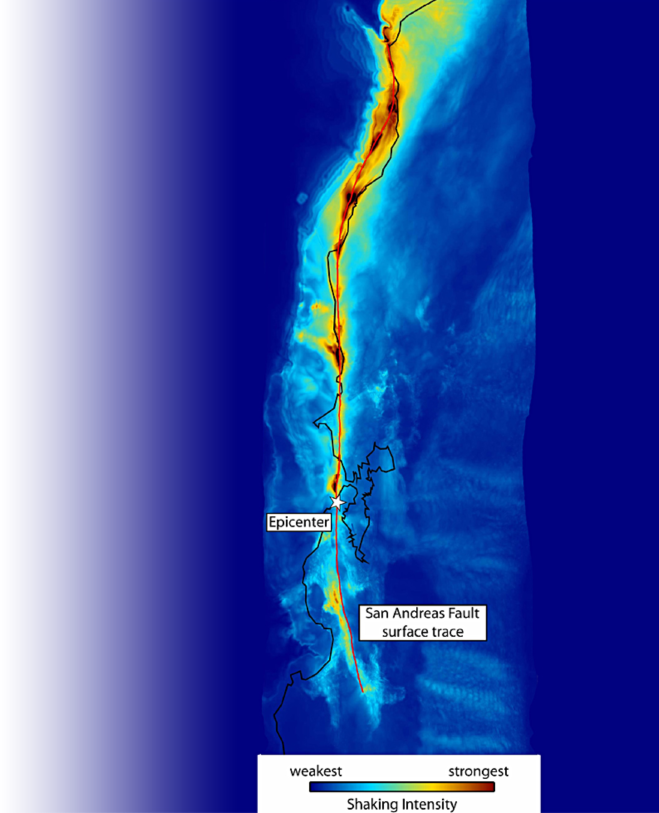 Epicenter
San Andreas Fault
surface trace
weakest strongest
Shaking Intensity